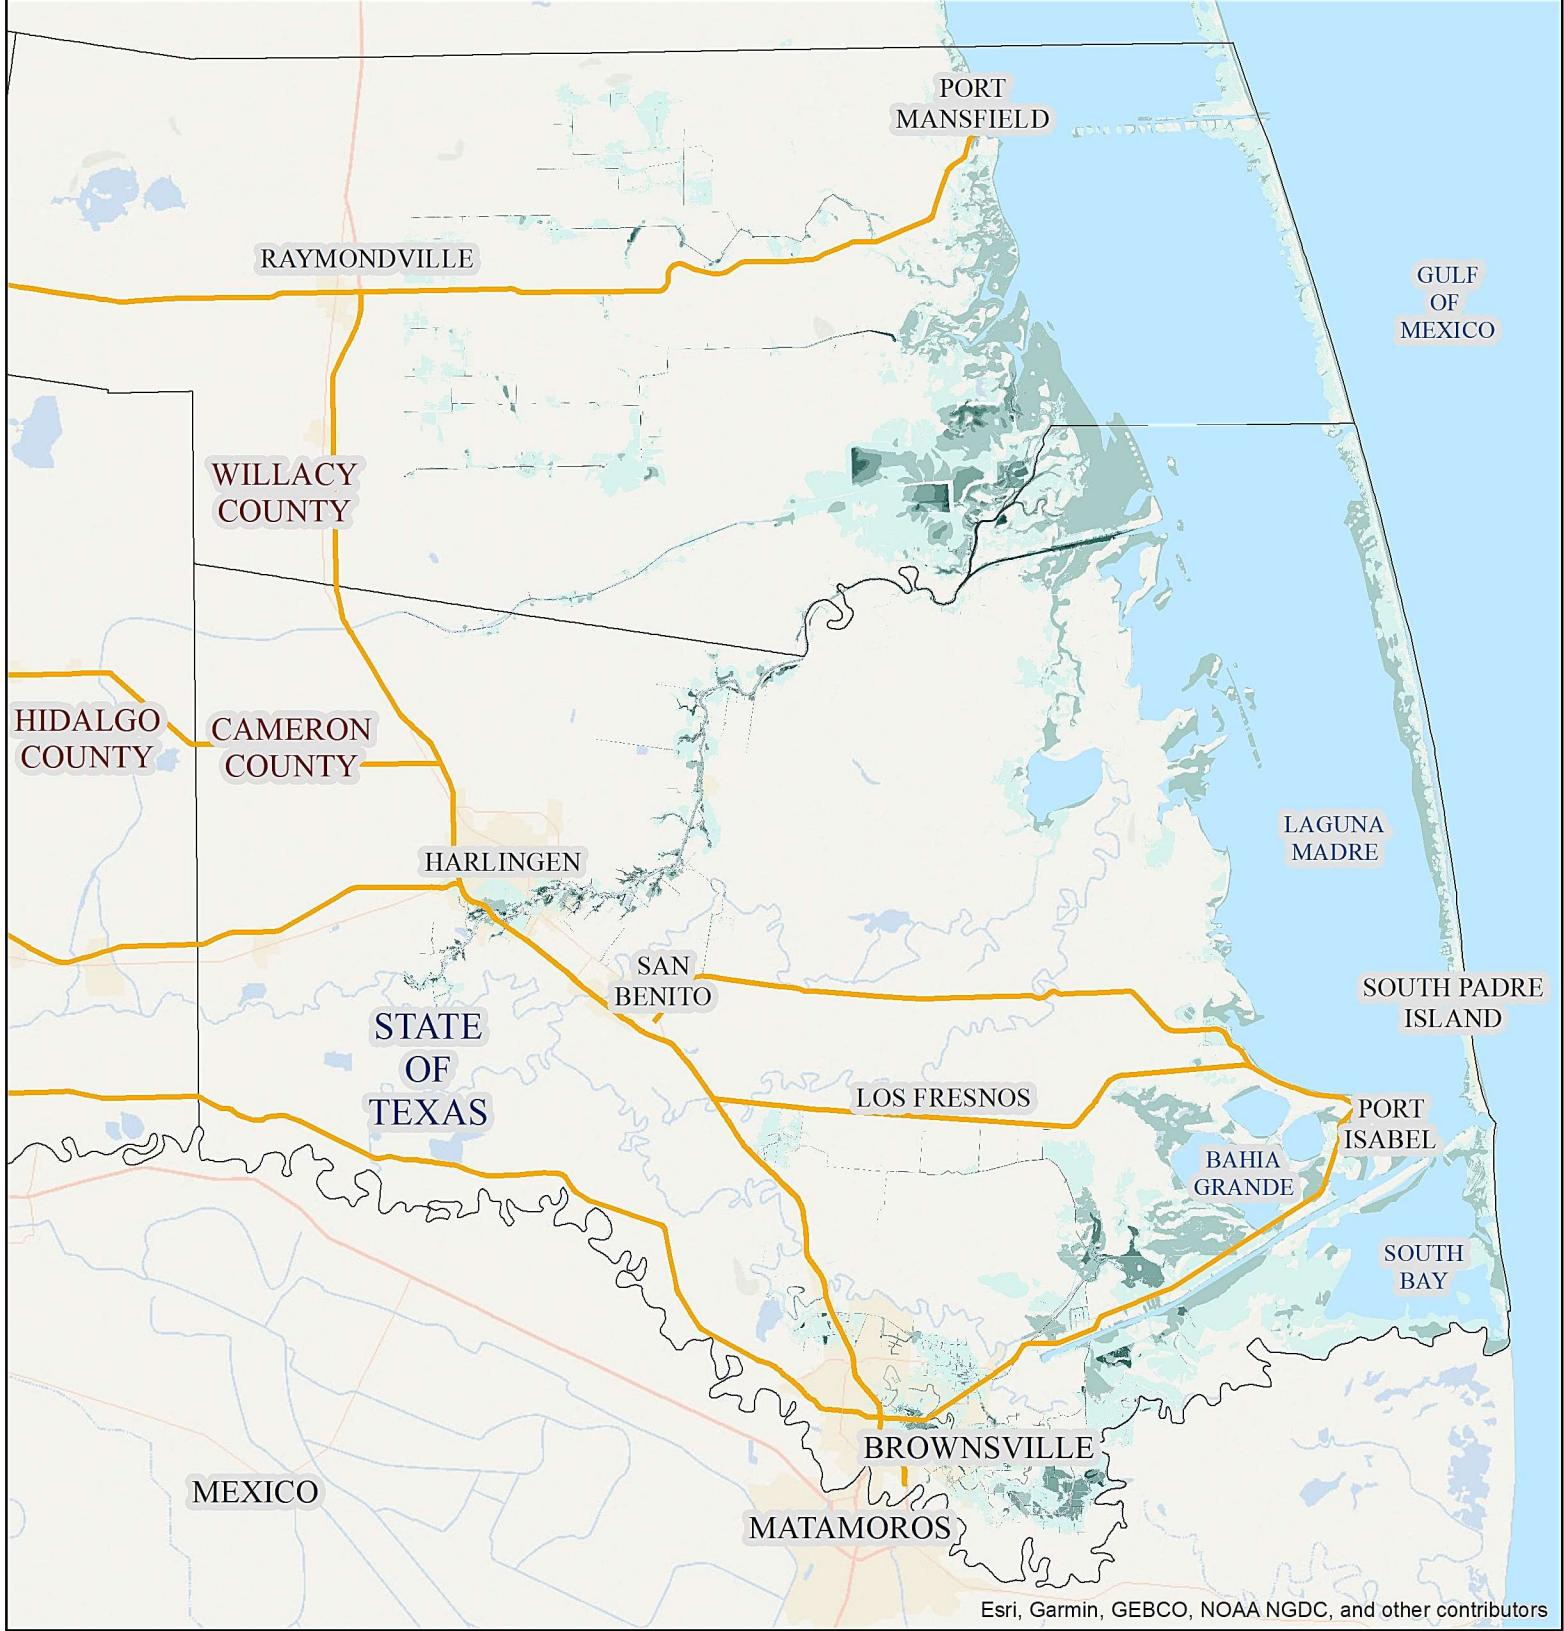 PORT
MANSFIELD
RAYMONDVILLE
GULF
OF
MEXICO
WILLACY
COUNTY
HIDALGO
COUNTY
CAMERON
COUNTY
LAGUNA
MADRE
HARLINGEN
SAN
BENITO
SOUTH PADRE
ISLAND
STATE
OF
TEXAS
LOS FRESNOS
PORT
ISABEL
BAHIA
GRANDE
SOUTH
BAY
BROWNSVILLE
MEXICO
MATAMOROS
Esri, Garmin, GEBCO, NOAA NGDC, and other contributors